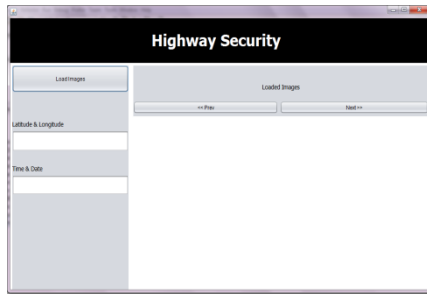 Highway Security
Load Images
Loaded Images
<< Prev
Next >>
Latitude & Longitude
Time & Date